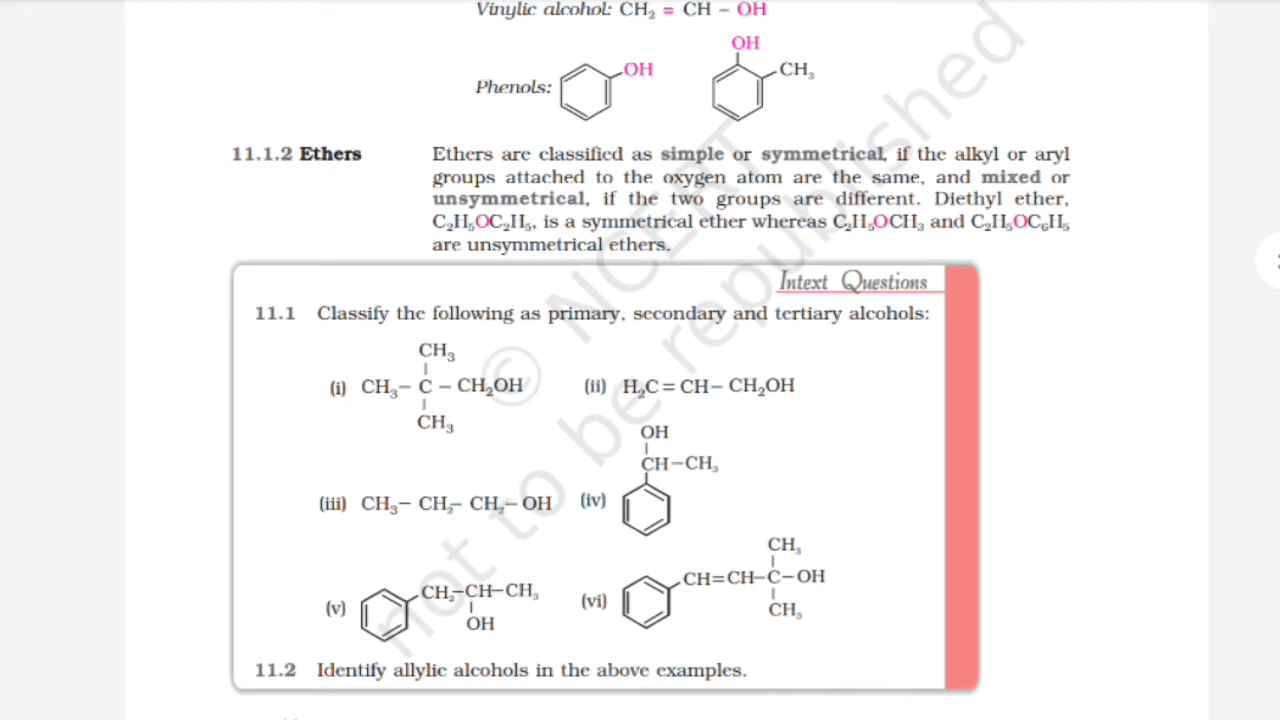 Vinylic alcohol: CH₂ = CH – OH
OH
OH
CH₃
Phenols:
11.1.2 Ethers
Ethers are classified as simple or symmetrical, if the alkyl or aryl
groups attached to the oxygen atom are the same, and mixed or
unsymmetrical, if the two groups are different. Diethyl ether,
C₂H₅OC₂H₅, is a symmetrical ether whereas C₂H₅OCH₃ and C₂H₅OC₆H₅
are unsymmetrical ethers.
Intext Questions
11.1 Classify the following as primary, secondary and tertiary alcohols:
CH₃
(i) CH₃– C – CH₂OH (ii) H₂C = CH– CH₂OH
CH₃
OH
CH–CH₃
(iii) CH₃– CH₂– CH₂– OH (iv)
CH₃
CH=CH–C–OH
(v) CH₂–CH–CH₃ (vi)
CH₃
OH
11.2 Identify allylic alcohols in the above examples.
© NCERT
not to be republished